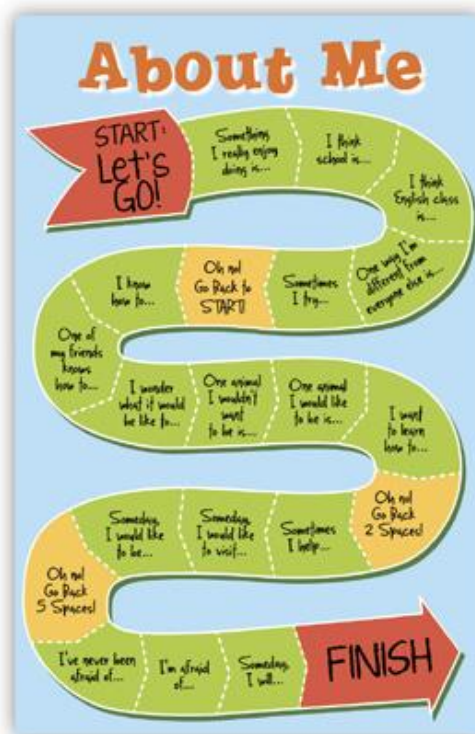 About Me
START:
Let's
GO!
Something
I really enjoy
doing is...
I think
school is...
I think
English class
is...
One way I'm
different from
everyone else is...
Sometimes
I try...
Oh no!
Go Back to
START!
I know
how to...
One of
my friends
knows
how to...
I wonder
what it would
be like to...
One animal
I wouldn't
want
to be is...
One animal
I would like
to be is...
I want
to learn
how to...
Oh no!
Go Back
2 Spaces!
Sometimes
I help...
Someday,
I would like
to visit...
Someday,
I would like
to be...
Oh no!
Go Back
5 Spaces!
I've never been
afraid of...
I'm afraid
of...
Someday,
I will...
FINISH